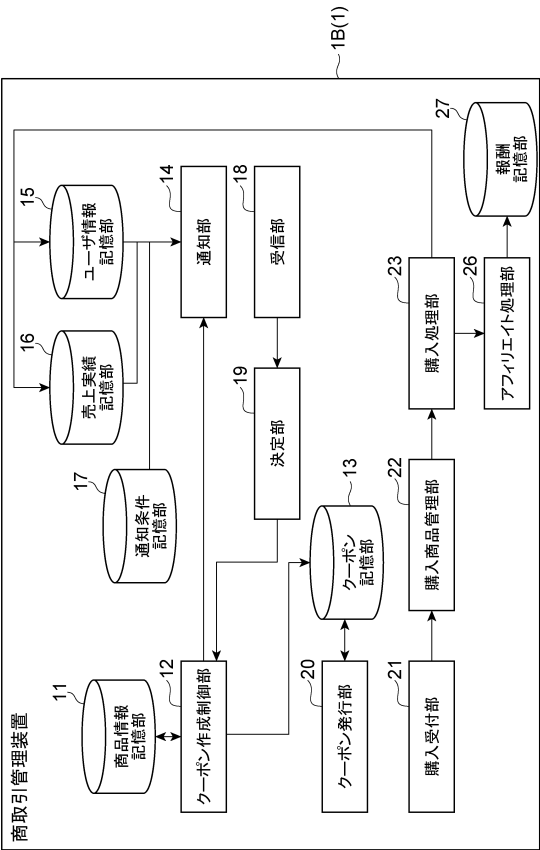 1B(1)
商取引管理装置
11
商品情報
記憶部
17
通知条件
記憶部
16
売上実績
記憶部
15
ユーザ情報
記憶部
12
クーポン作成制御部
14
通知部
19
決定部
18
受信部
20
クーポン発行部
13
クーポン
記憶部
21
購入受付部
22
購入商品管理部
23
購入処理部
26
アフィリエイト処理部
27
報酬
記憶部